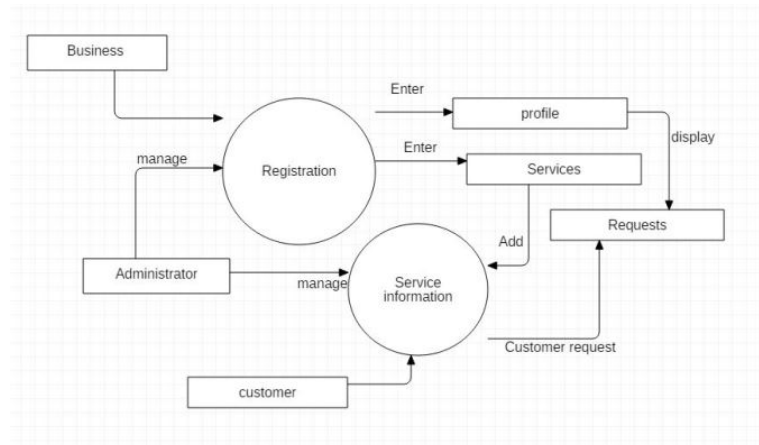 Business
Enter
profile
manage
Enter
display
Registration
Services
Requests
Add
Administrator
manage
Service
information
Customer request
customer